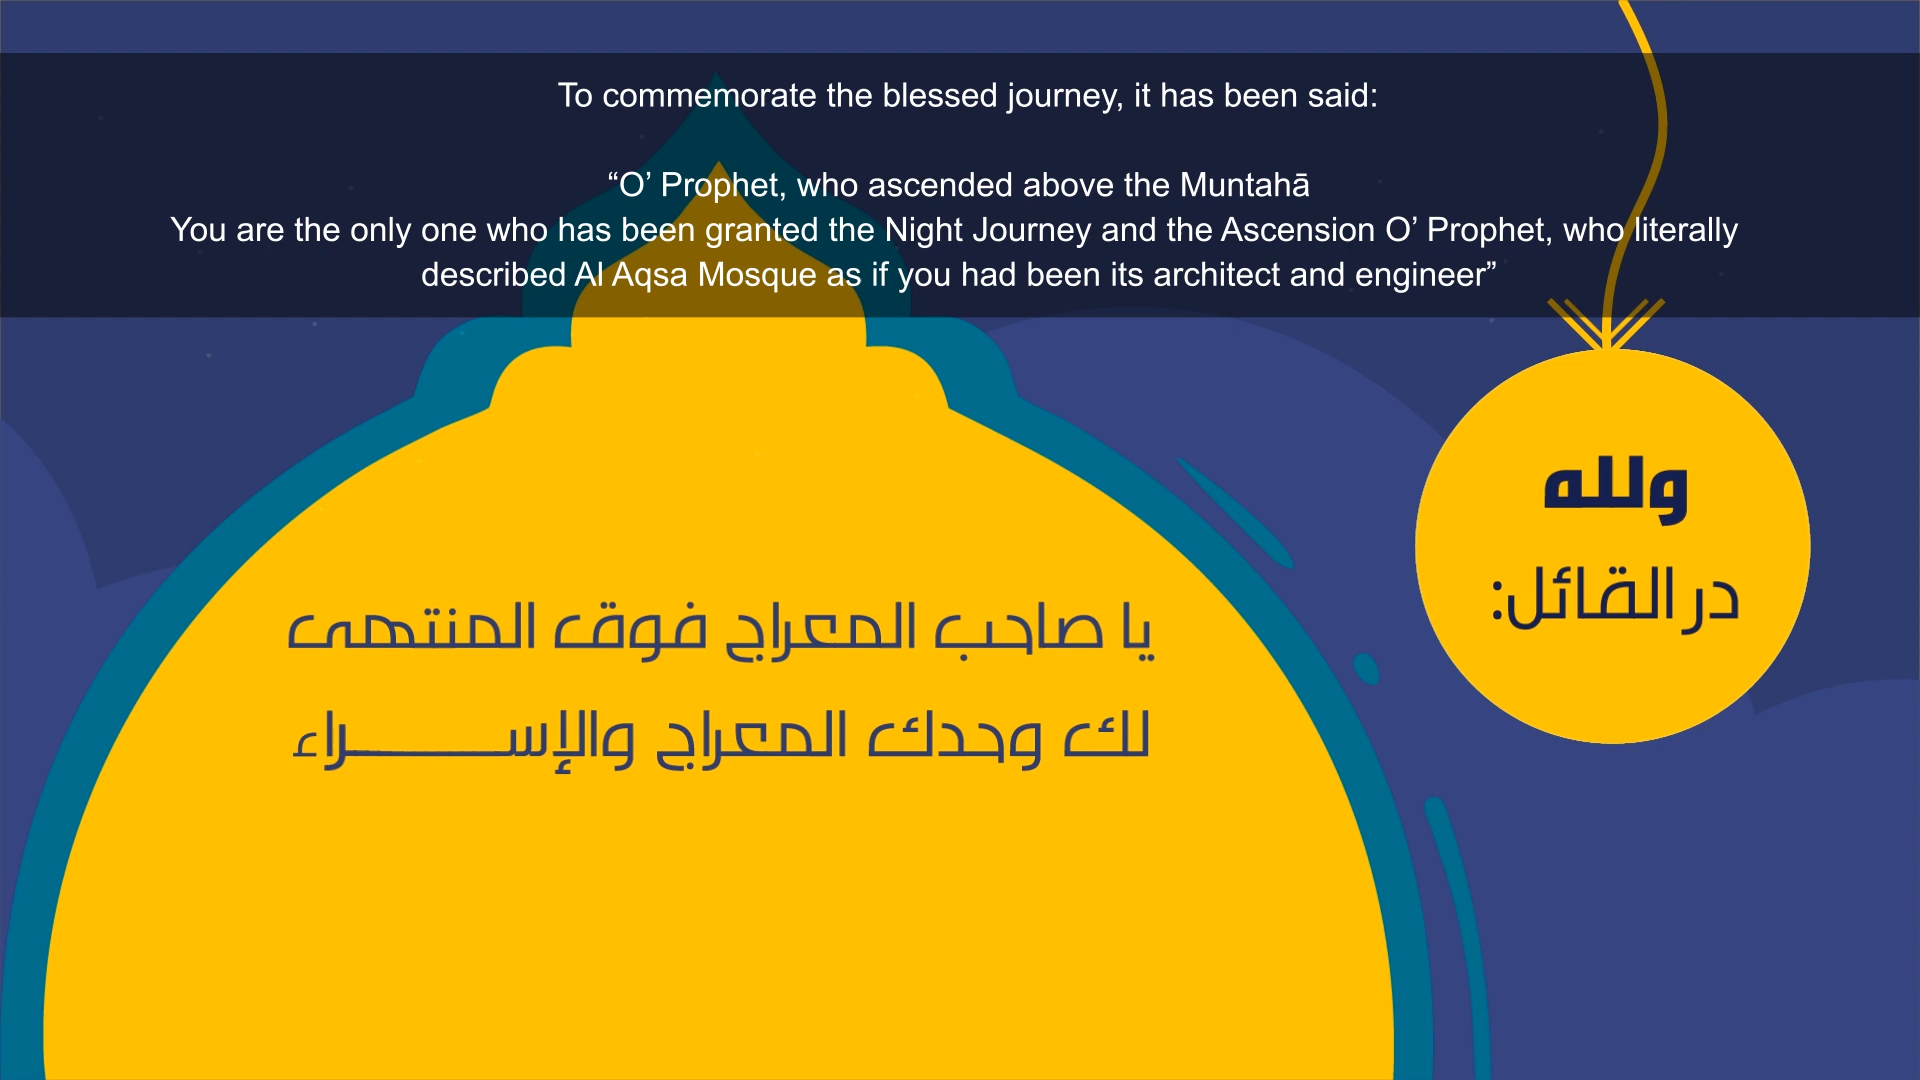 To commemorate the blessed journey, it has been said:
“O’ Prophet, who ascended above the Muntahā
You are the only one who has been granted the Night Journey and the Ascension O’ Prophet, who literally
described Al Aqsa Mosque as if you had been its architect and engineer”
ولله
در القائل:
يا صاحب المعراج فوق المنتهى
لك وحدك المعراج والإســـــراء